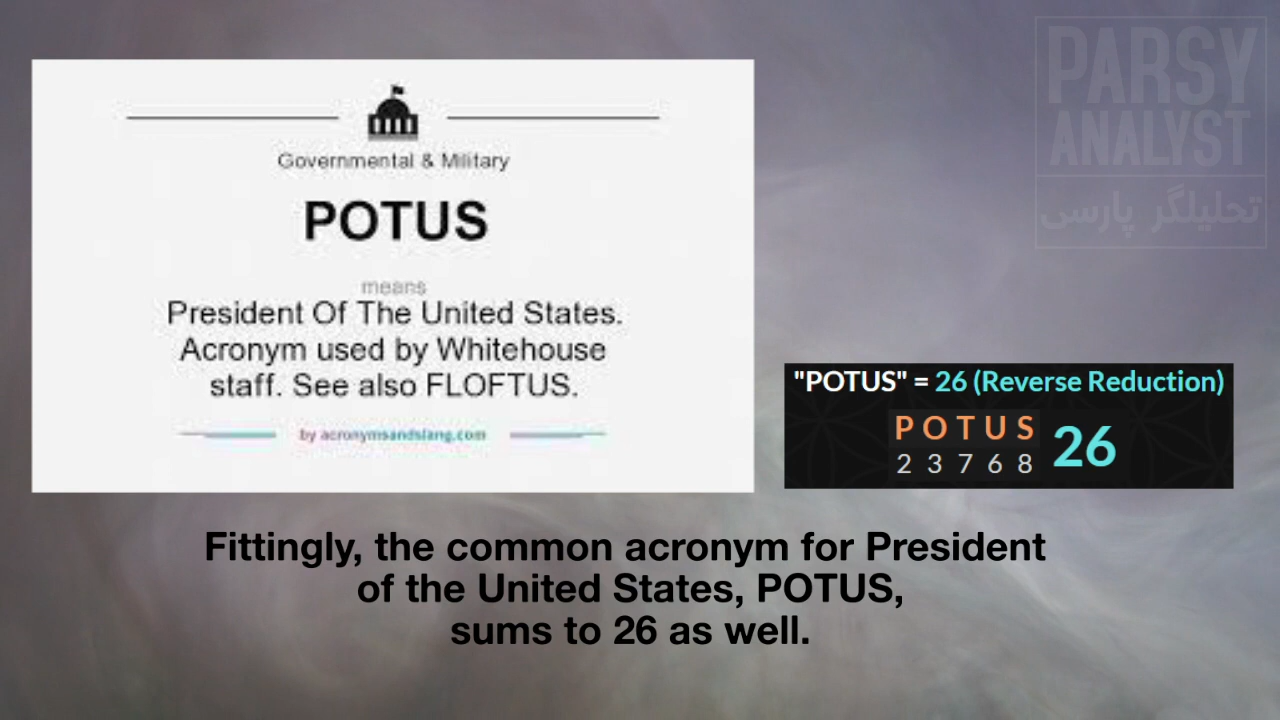 PARSY
ANALYST
تحلیلگر پارسی
Governmental & Military
POTUS
means
President Of The United States.
Acronym used by Whitehouse
staff. See also FLOFTUS.
by acronymsandslang.com
"POTUS" = 26 (Reverse Reduction)
P O T U S 26
2 3 7 6 8
Fittingly, the common acronym for President
of the United States, POTUS,
sums to 26 as well.